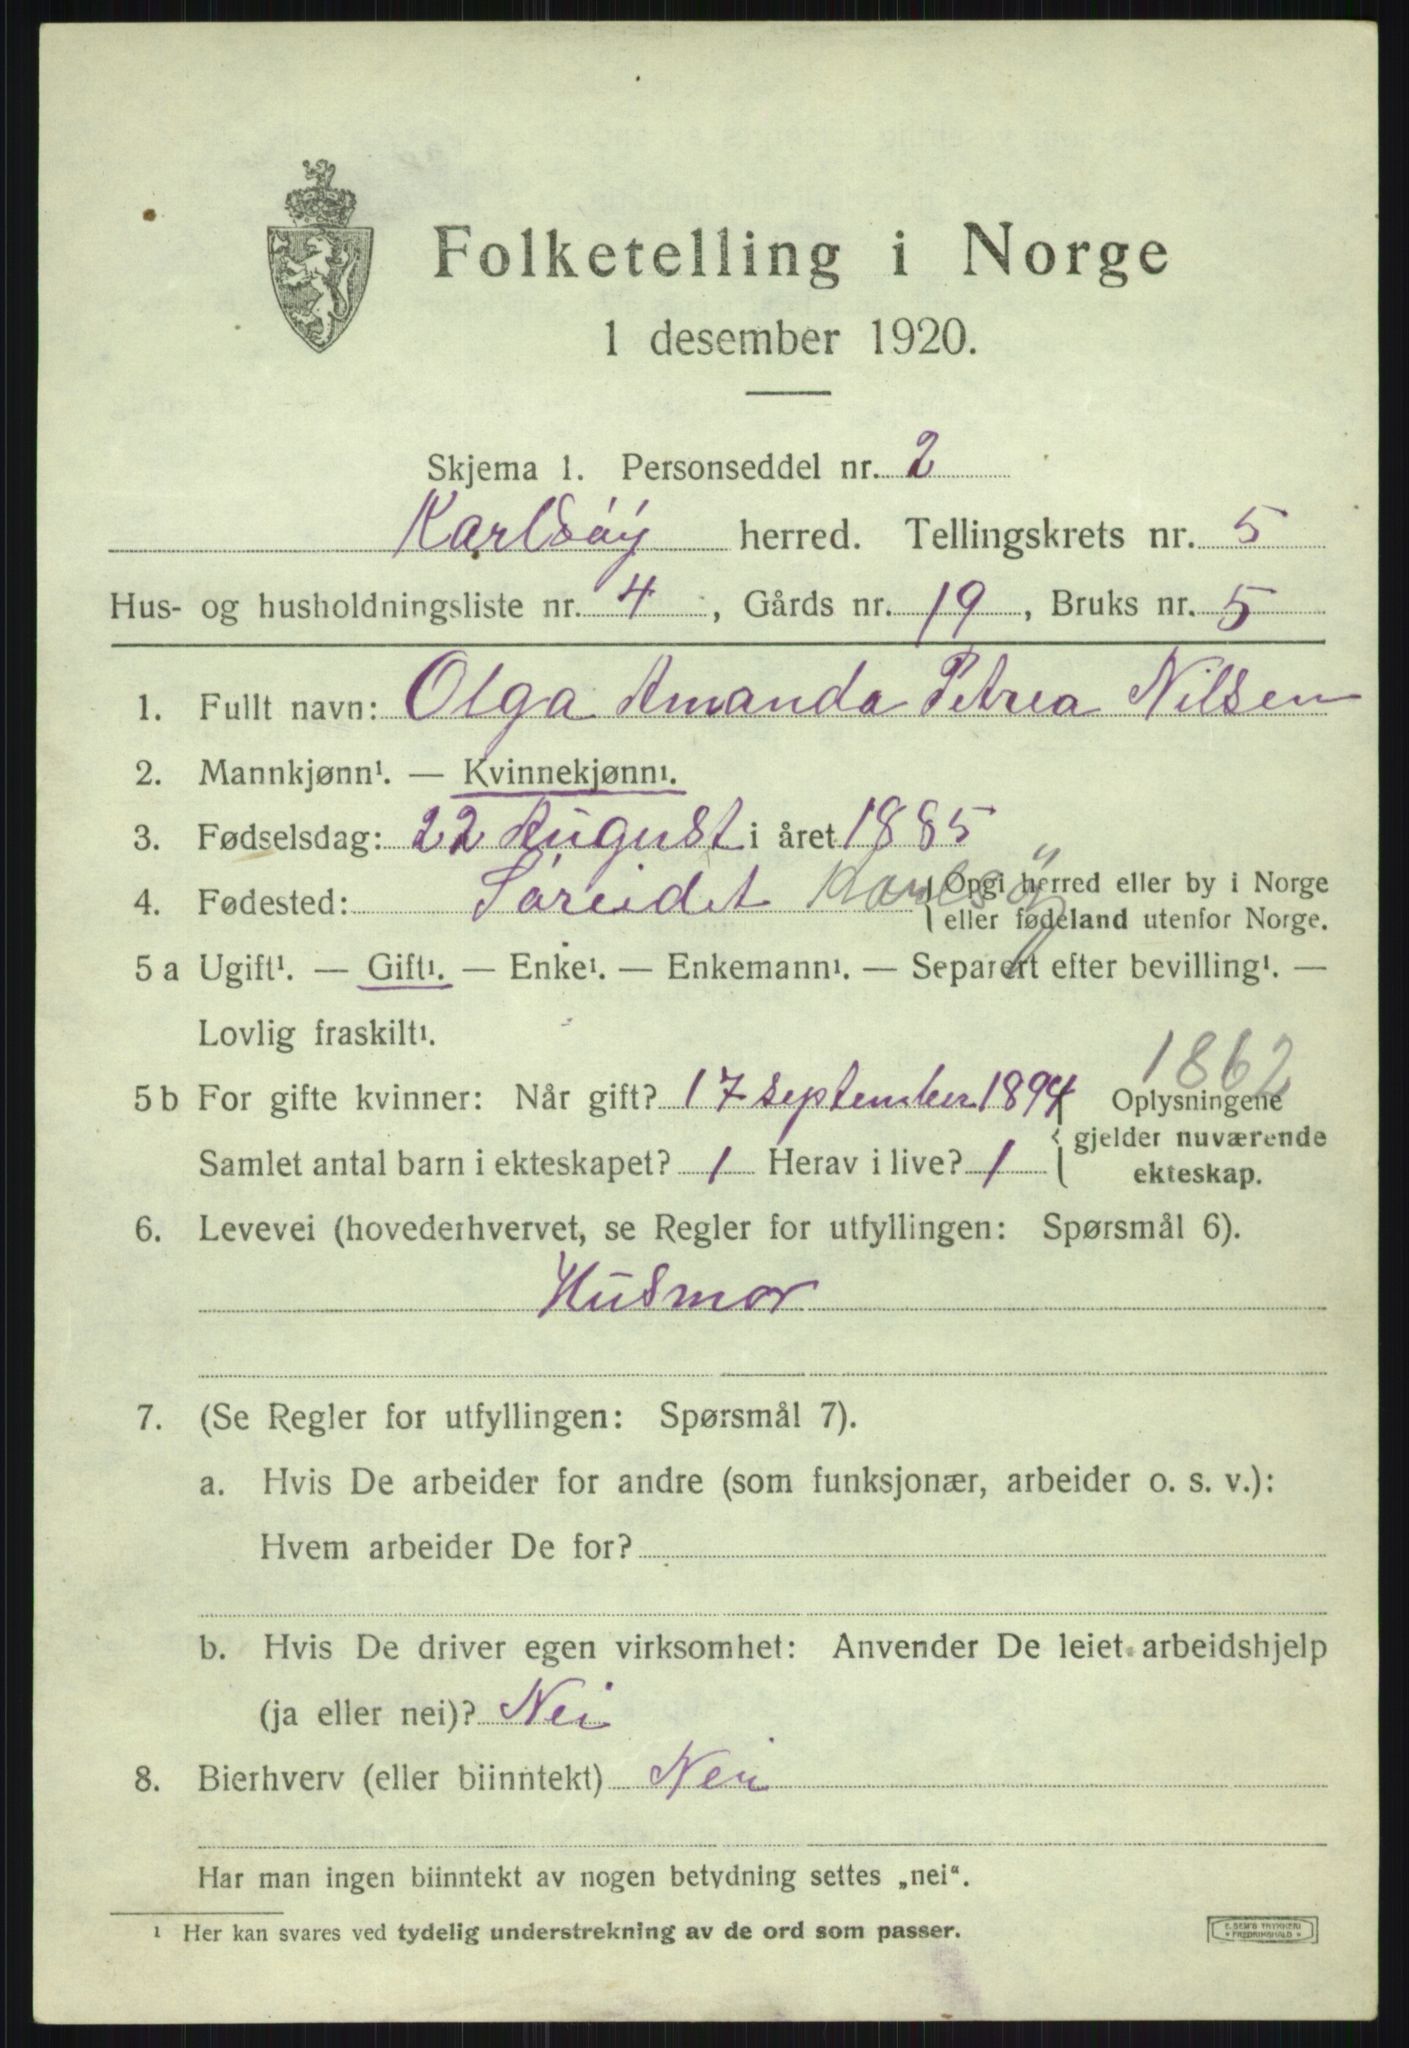 Folketelling i Norge
1 desember 1920.
Skjema 1. Personseddel nr. 2
Karlsøy herred. Tellingskrets nr. 5
Hus- og husholdningsliste nr. 4, Gårds nr. 19, Bruks nr. 5
1. Fullt navn: Olga Amanda Petrea Nilsen
2. Mannkjønn¹. — Kvinnekjønn¹.
3. Fødselsdag: 22 August i året 1885
4. Fødested: Søreidet Karlsøy { Opgi herred eller by i Norge
eller fødeland utenfor Norge.
5 a Ugift¹. — Gift¹. — Enke¹. — Enkemann¹. — Separert efter bevilling¹. —
Lovlig fraskilt¹.
1862
5 b For gifte kvinner: Når gift? 17 september 1894 { Oplysningene
gjelder nuværende
Samlet antal barn i ekteskapet? 1 Herav i live? 1
ekteskap.
6. Levevei (hovederhvervet, se Regler for utfyllingen: Spørsmål 6).
Husmor
7. (Se Regler for utfyllingen: Spørsmål 7).
a. Hvis De arbeider for andre (som funksjonær, arbeider o. s. v.):
Hvem arbeider De for?
b. Hvis De driver egen virksomhet: Anvender De leiet arbeidshjelp
(ja eller nei)? Nei
8. Bierhverv (eller biinntekt) Nei
Har man ingen biinntekt av nogen betydning settes „nei“.
¹ Her kan svares ved tydelig understrekning av de ord som passer.
E. SEM'S TRYKKERI
* FREDRIKSHALD *